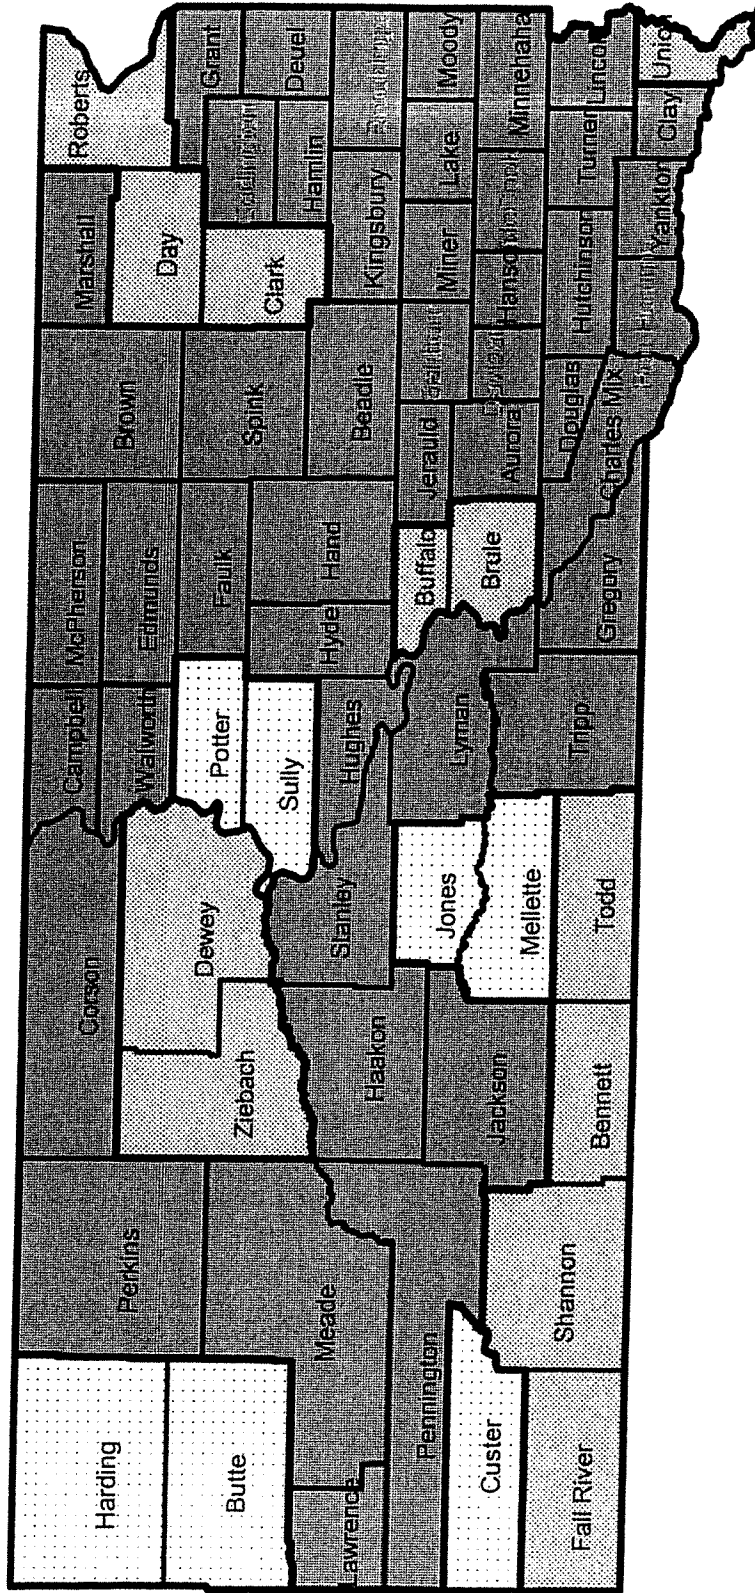 Harding
Butte
Lawrence
Perkins
Meade
Pennington
Custer
Fall River
Shannon
Corson
Ziebach
Dewey
Haakon
Stanley
Jackson
Bennett
Jones
Mellette
Todd
Campbell
Walworth
Potter
Sully
Hughes
Lyman
Tripp
McPherson
Edmunds
Faulk
Hyde
Hand
Buffalo
Brule
Gregory
Brown
Spink
Beadle
Jerauld
Aurora
Douglas
Charles Mix
Marshall
Day
Clark
Roberts
Grant
Deuel
Hamlin
Kingsbury
Miner
Lake
Moody
Hanson
Minnehaha
Hutchinson
Turner
Lincol
Yankton
Clay
Union